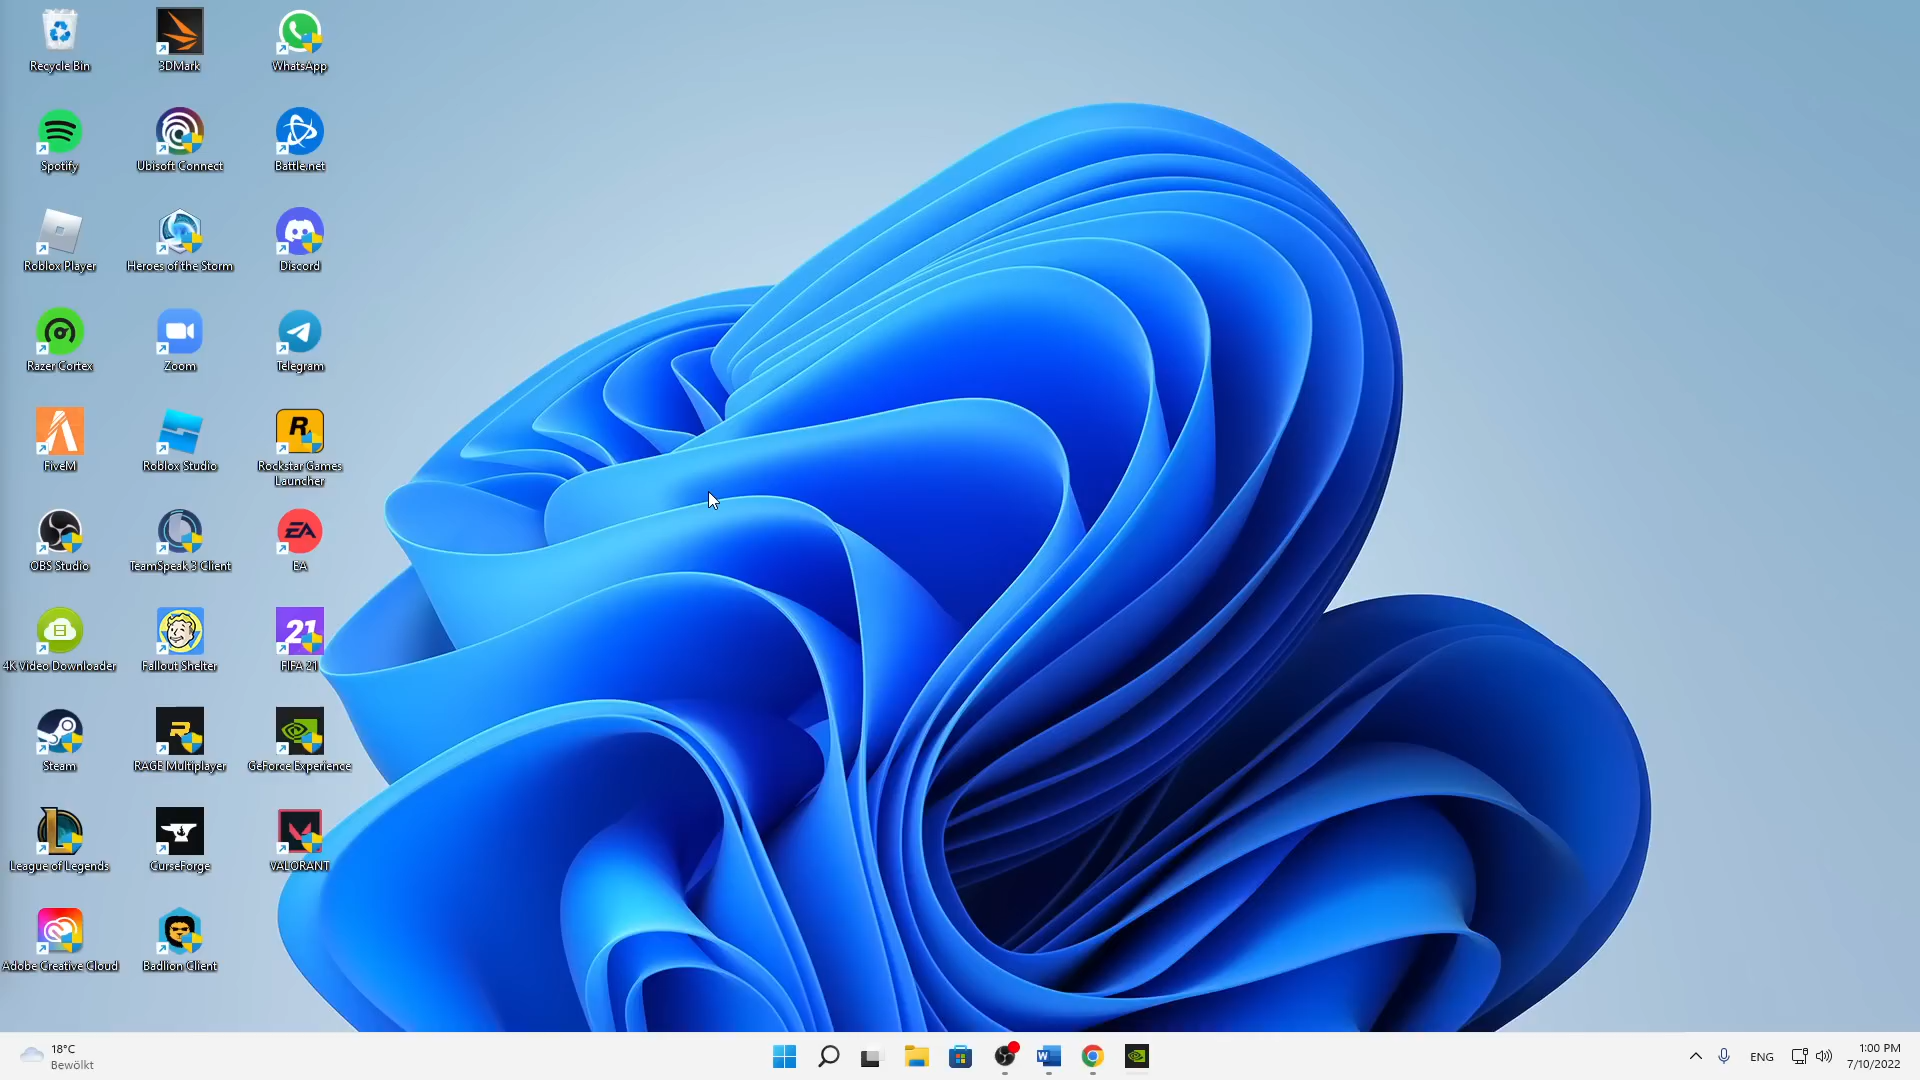 Recycle Bin
3DMark
WhatsApp
Spotify
Ubisoft Connect
Battle.net
Roblox Player
Heroes of the Storm
Discord
Razer Cortex
Zoom
Telegram
FiveM
Roblox Studio
R
Rockstar Games
Launcher
OBS Studio
TeamSpeak 3 Client
EA
EA
4K Video Downloader
Fallout Shelter
21
FIFA 21
Steam
RAGE Multiplayer
GeForce Experience
League of Legends
CurseForge
VALORANT
Adobe Creative Cloud
Badlion Client
18°C
Bewölkt
W
ENG
1:00 PM
7/10/2022